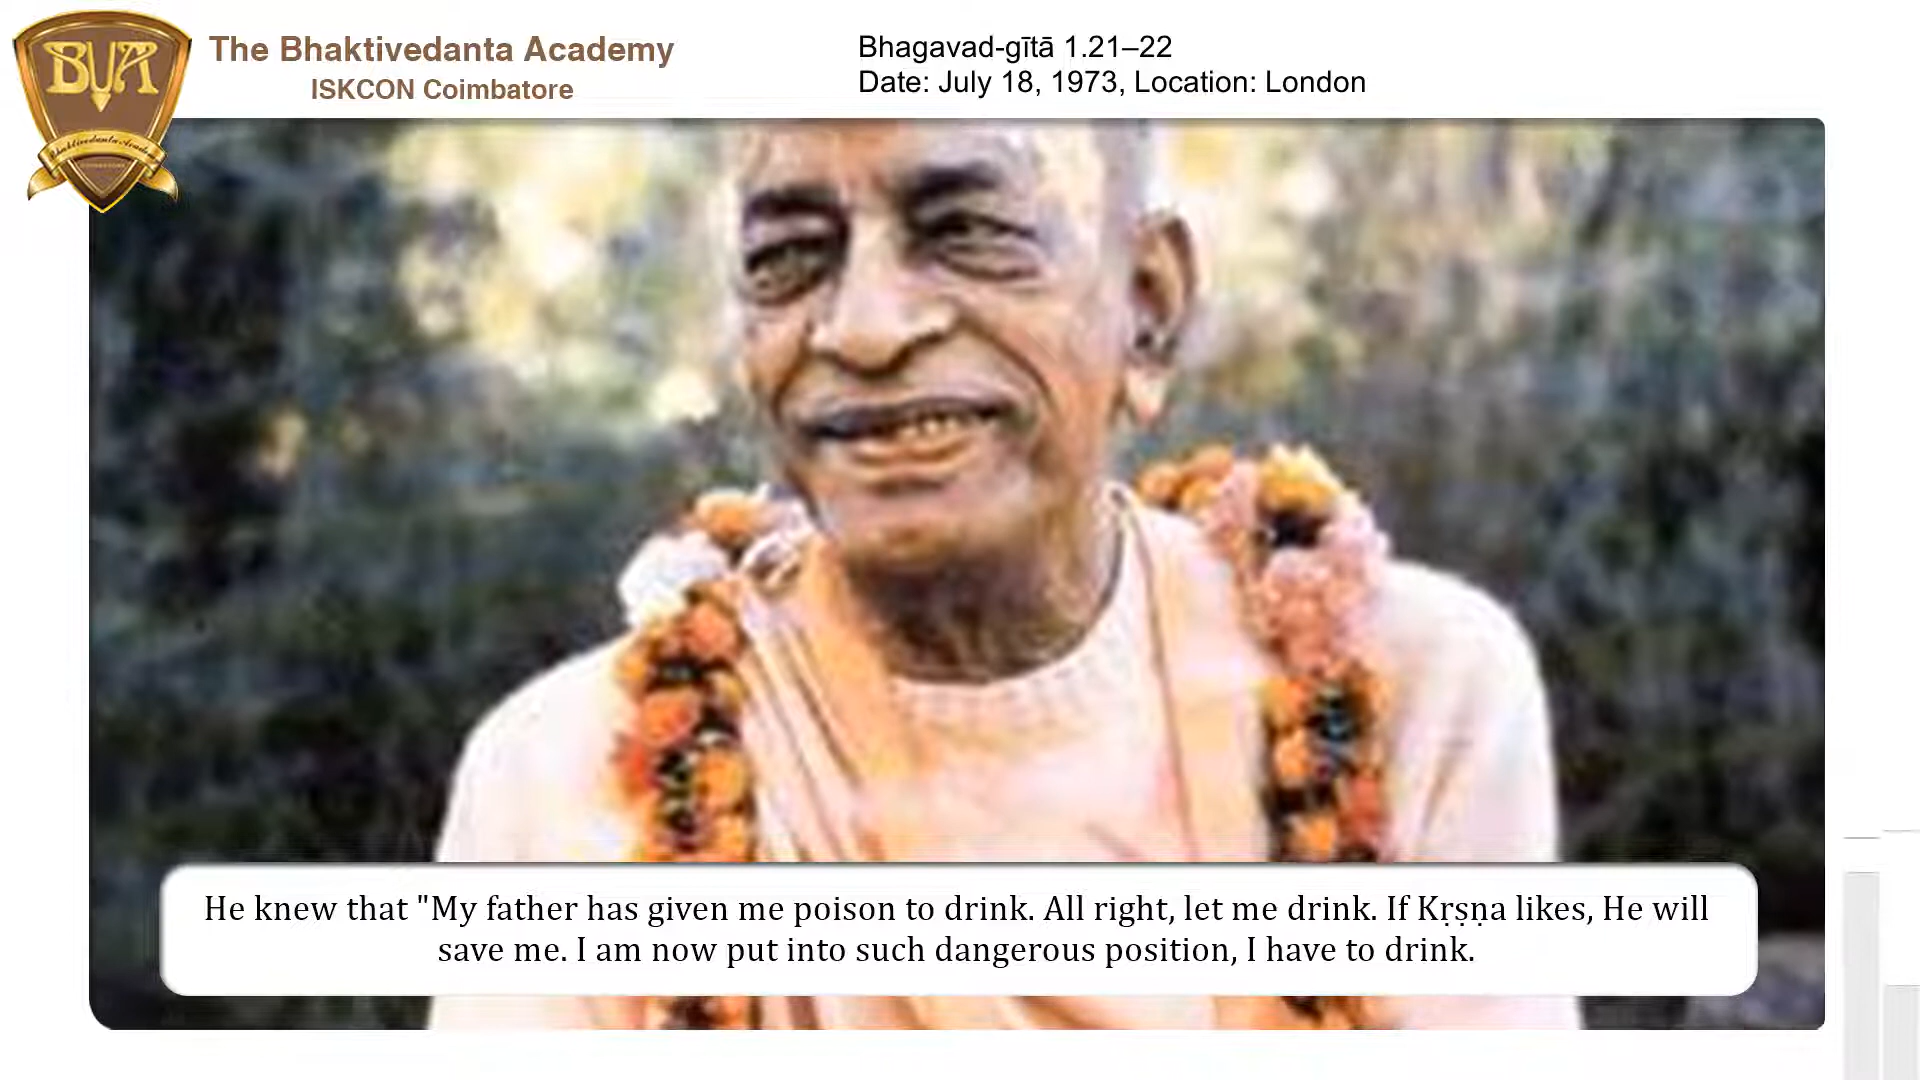 BVA
The Bhaktivedanta Academy
ISKCON Coimbatore
Bhagavad-gītā 1.21–22
Date: July 18, 1973, Location: London
Bhaktivedanta Academy
He knew that "My father has given me poison to drink. All right, let me drink. If Kṛṣṇa likes, He will
save me. I am now put into such dangerous position, I have to drink.